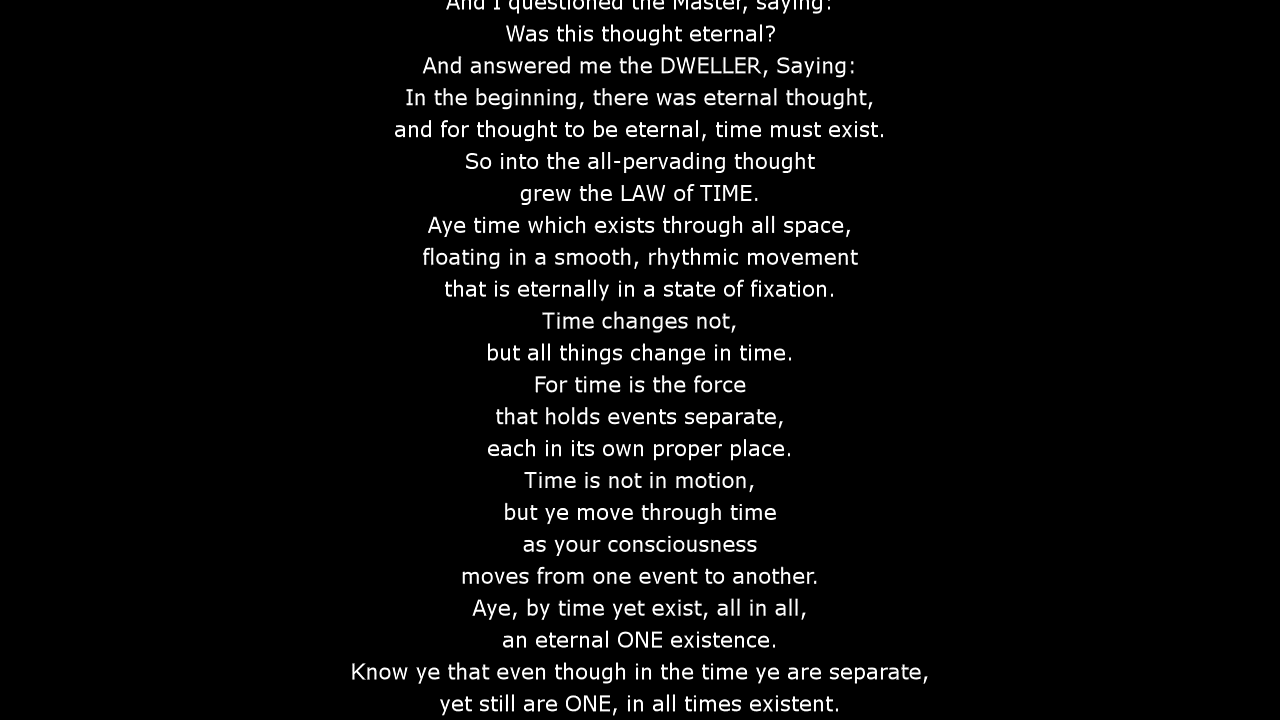 And I questioned the Master, saying:
Was this thought eternal?
And answered me the DWELLER, Saying:
In the beginning, there was eternal thought,
and for thought to be eternal, time must exist.
So into the all-pervading thought
grew the LAW of TIME.
Aye time which exists through all space,
floating in a smooth, rhythmic movement
that is eternally in a state of fixation.
Time changes not,
but all things change in time.
For time is the force
that holds events separate,
each in its own proper place.
Time is not in motion,
but ye move through time
as your consciousness
moves from one event to another.
Aye, by time yet exist, all in all,
an eternal ONE existence.
Know ye that even though in the time ye are separate,
yet still are ONE, in all times existent.